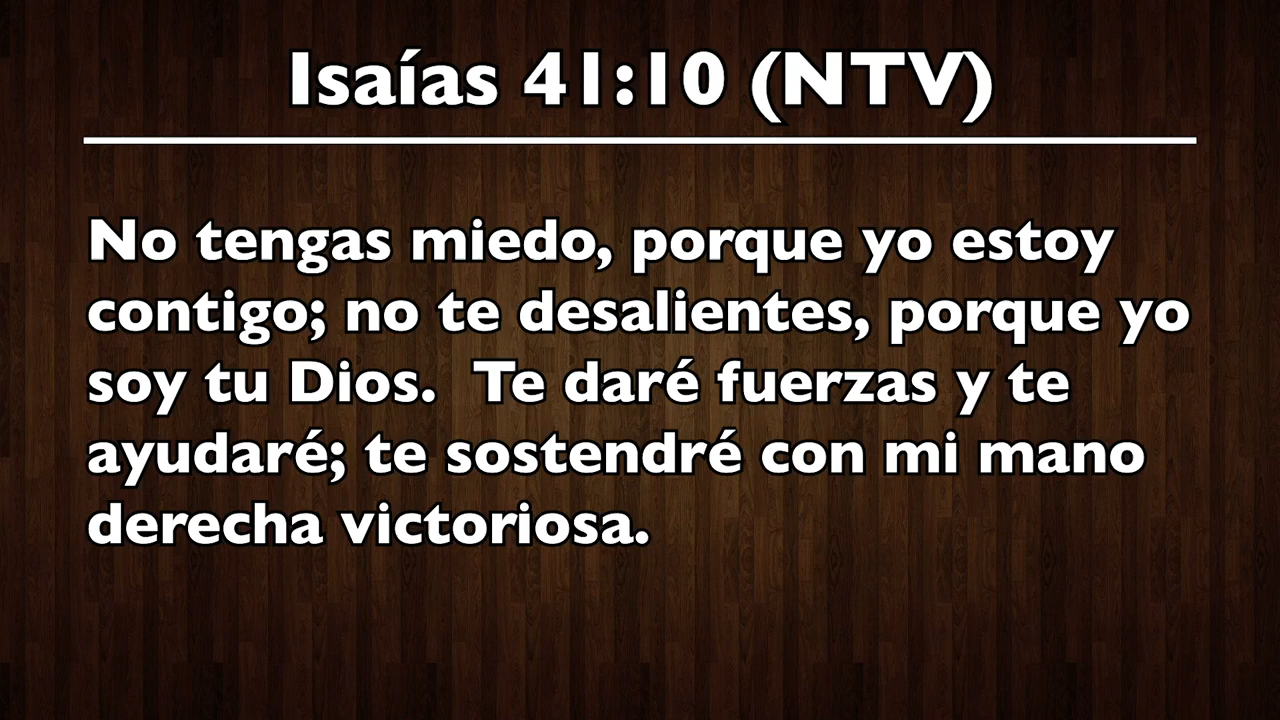 Isaías 41:10 (NTV)
No tengas miedo, porque yo estoy
contigo; no te desalientes, porque yo
soy tu Dios.  Te daré fuerzas y te
ayudaré; te sostendré con mi mano
derecha victoriosa.